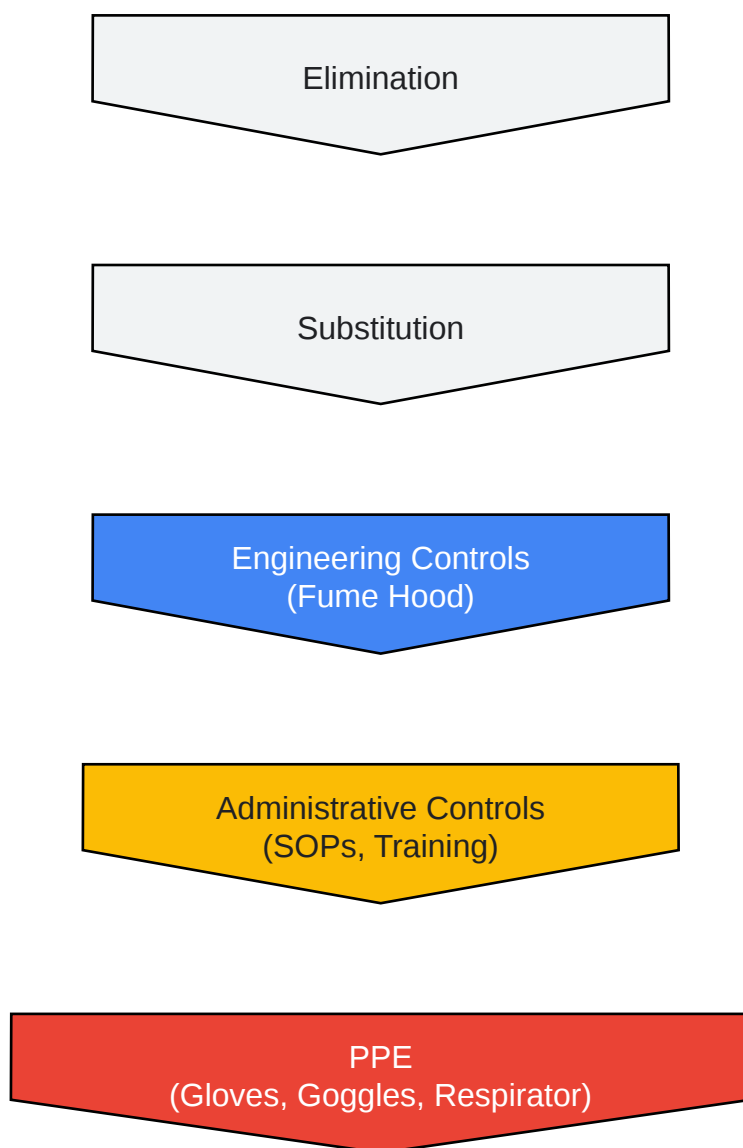 Elimination
Substitution
Engineering Controls
(Fume Hood)
Administrative Controls
(SOPs, Training)
PPE
(Gloves, Goggles, Respirator)